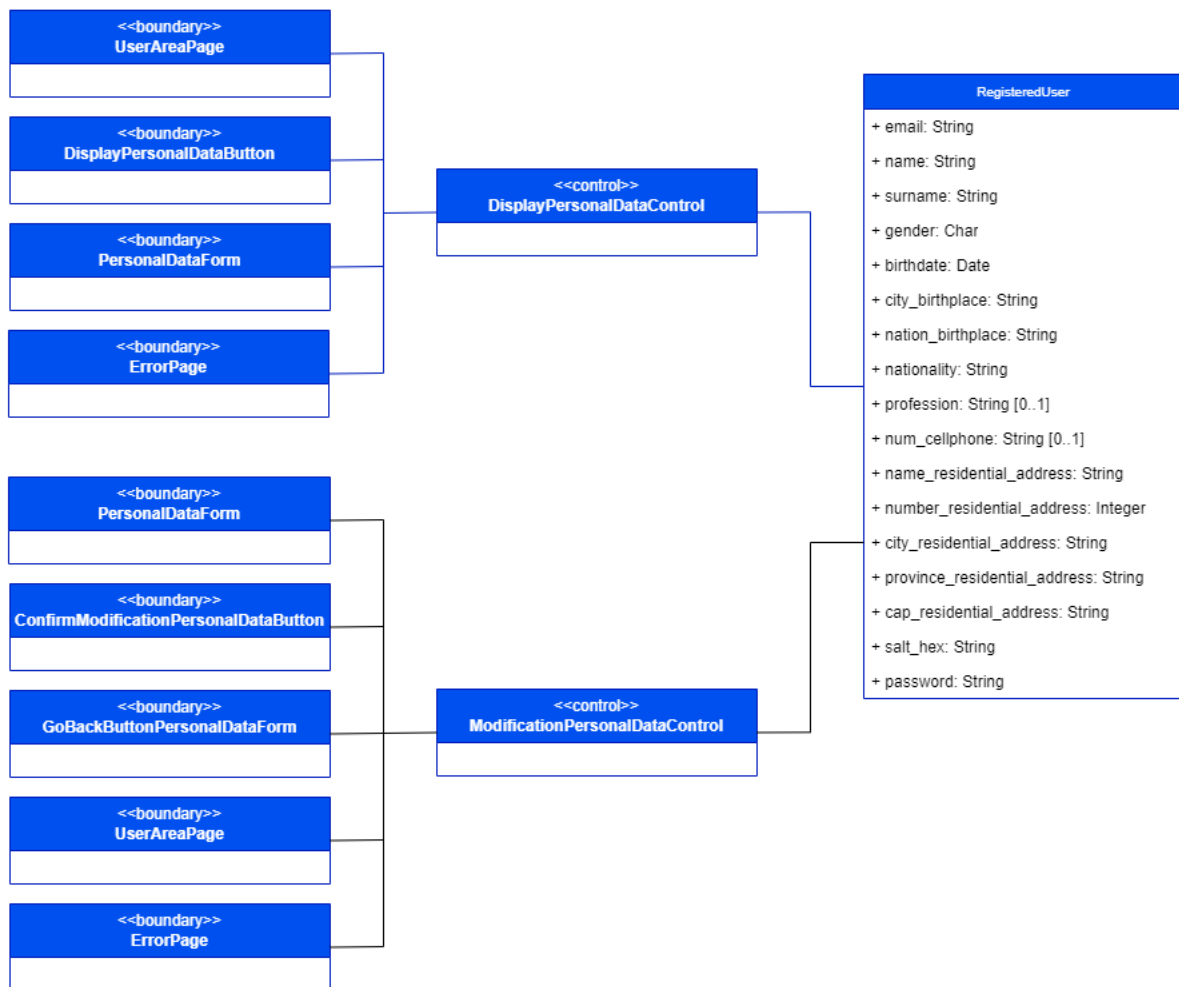 <<boundary>>
UserAreaPage
<<boundary>>
DisplayPersonalDataButton
<<boundary>>
PersonalDataForm
<<boundary>>
ErrorPage
<<control>>
DisplayPersonalDataControl
<<boundary>>
PersonalDataForm
<<boundary>>
ConfirmModificationPersonalDataButton
<<boundary>>
GoBackButtonPersonalDataForm
<<boundary>>
UserAreaPage
<<boundary>>
ErrorPage
<<control>>
ModificationPersonalDataControl
RegisteredUser
+ email: String
+ name: String
+ surname: String
+ gender: Char
+ birthdate: Date
+ city_birthplace: String
+ nation_birthplace: String
+ nationality: String
+ profession: String [0..1]
+ num_cellphone: String [0..1]
+ name_residential_address: String
+ number_residential_address: Integer
+ city_residential_address: String
+ province_residential_address: String
+ cap_residential_address: String
+ salt_hex: String
+ password: String